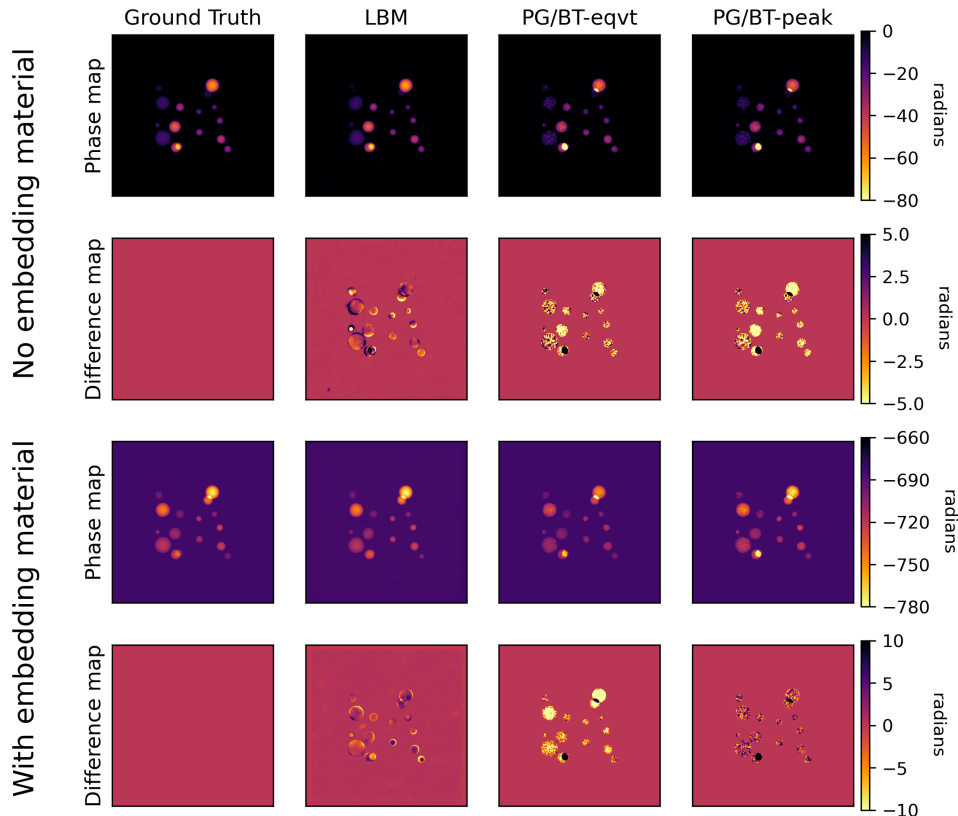 Ground Truth LBM PG/BT-eqvt PG/BT-peak
No embedding material
Phase map
0
−20
−40
−60
−80
radians
Difference map
5.0
2.5
0.0
−2.5
−5.0
radians
With embedding material
Phase map
−660
−690
−720
−750
−780
radians
Difference map
10
5
0
−5
−10
radians